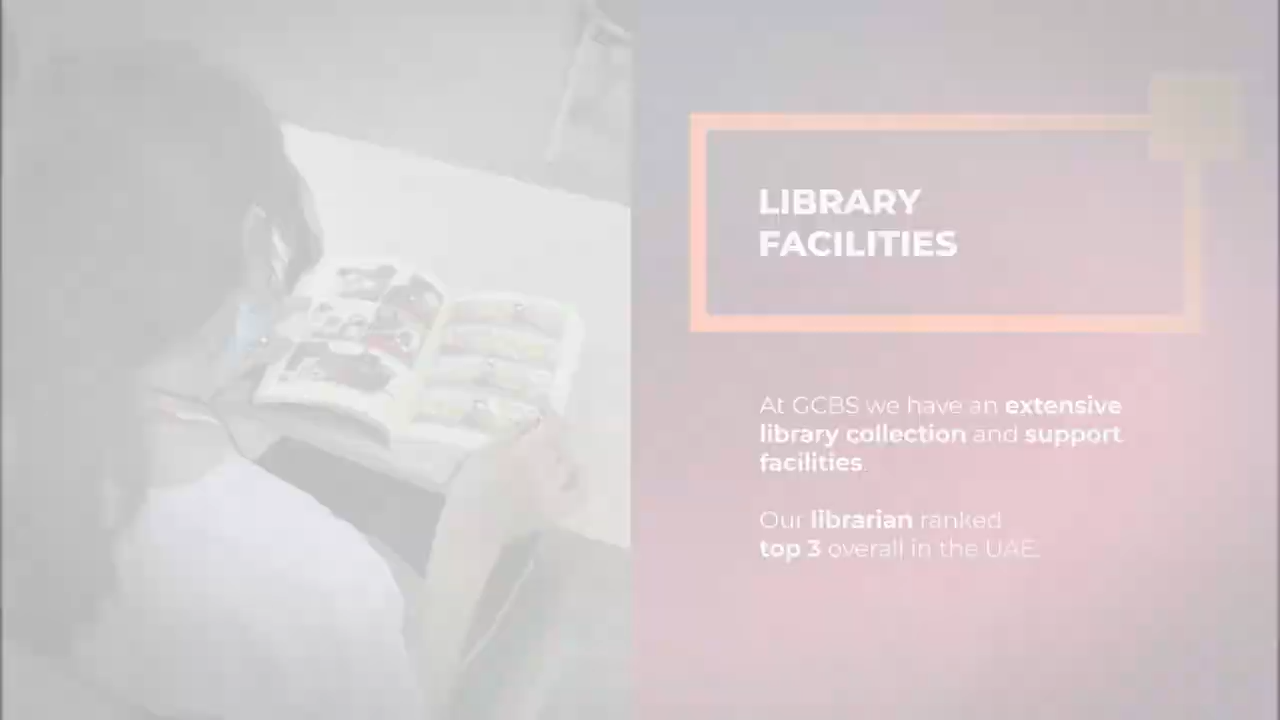 LIBRARY
FACILITIES
At GCBS we have an extensive
library collection and support
facilities.
Our librarian ranked
top 3 overall in the UAE.